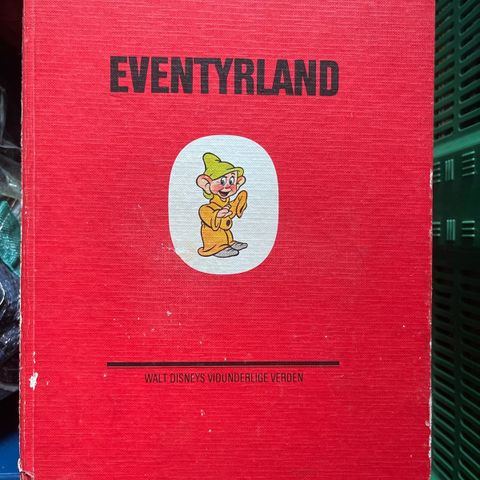 EVENTYRLAND
WALT DISNEYS VIDUNDERLIGE VERDEN